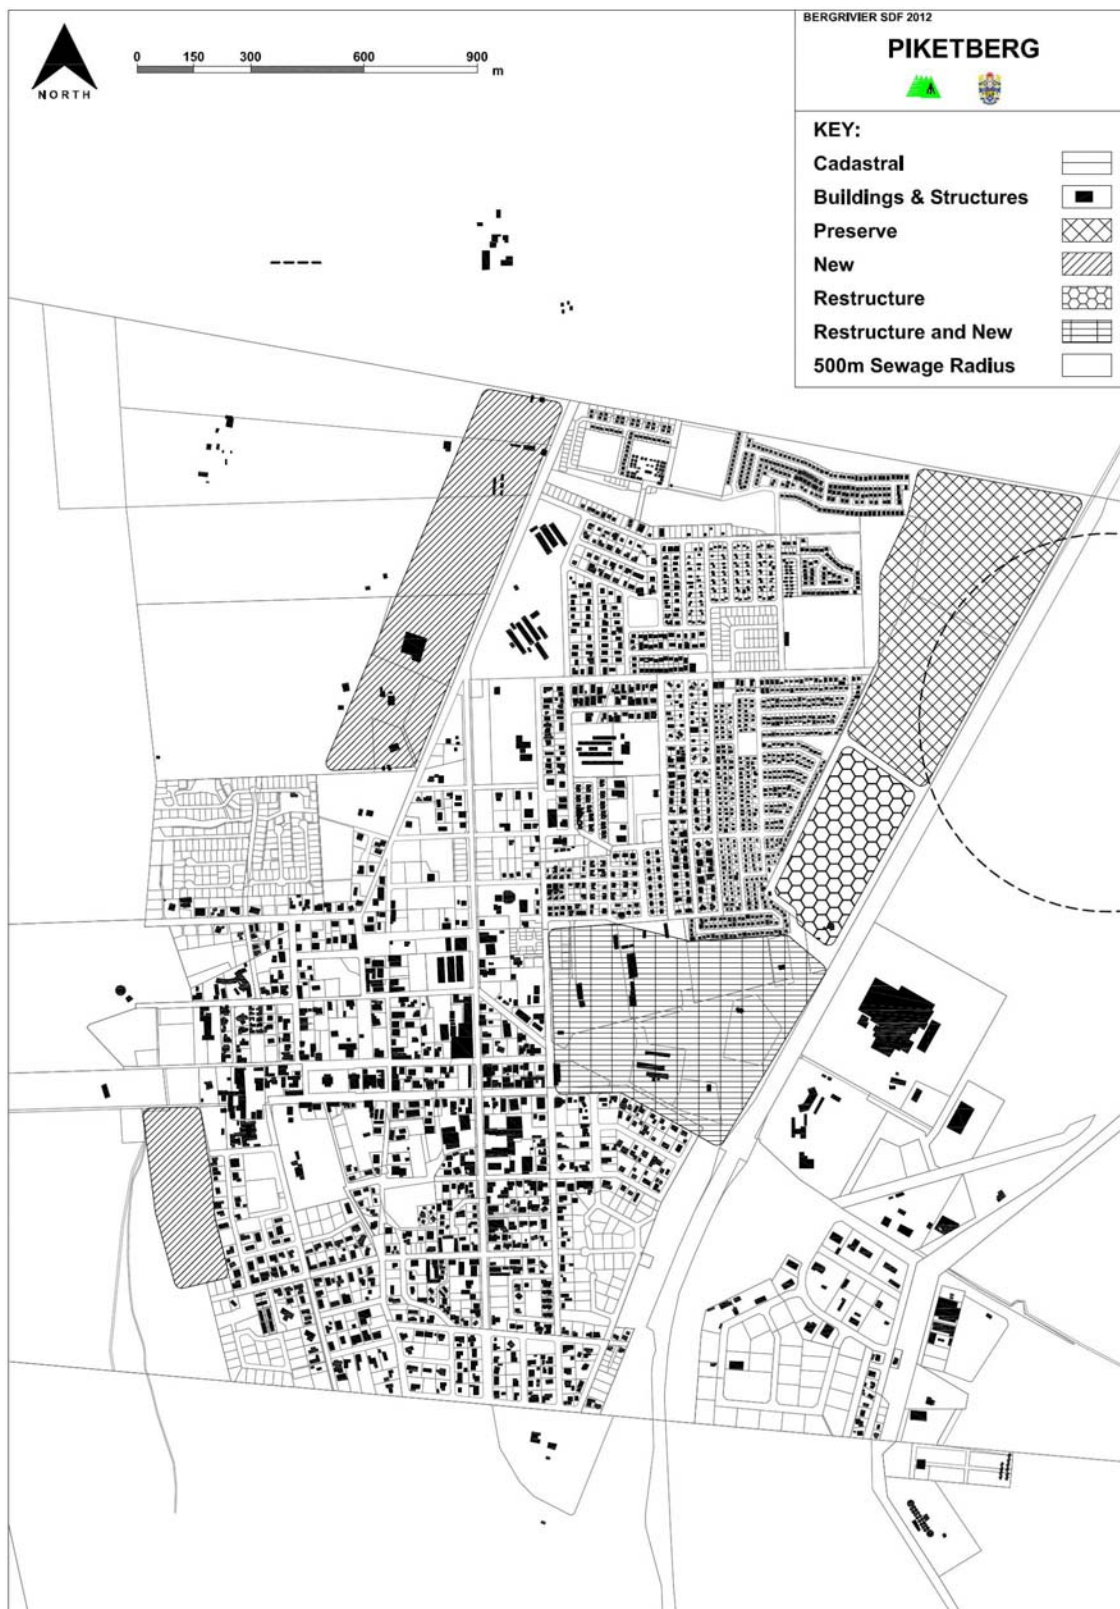 BERGRIVIER SDF 2012
PIKETBERG
NORTH
0 150 300 600 900 m
KEY:
Cadastral
Buildings & Structures
Preserve
New
Restructure
Restructure and New
500m Sewage Radius